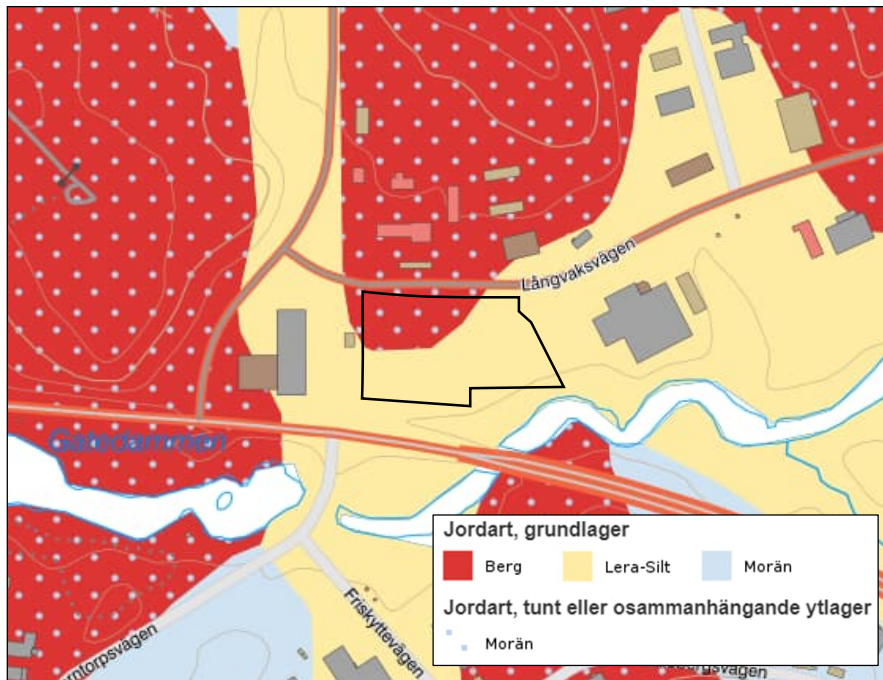 Långvaksvägen
Gatedammen
Jordart, grundlager
Berg
Lera-Silt
Morän
Jordart, tunt eller osammanhängande ytlager
Morän
Friskyttevägen